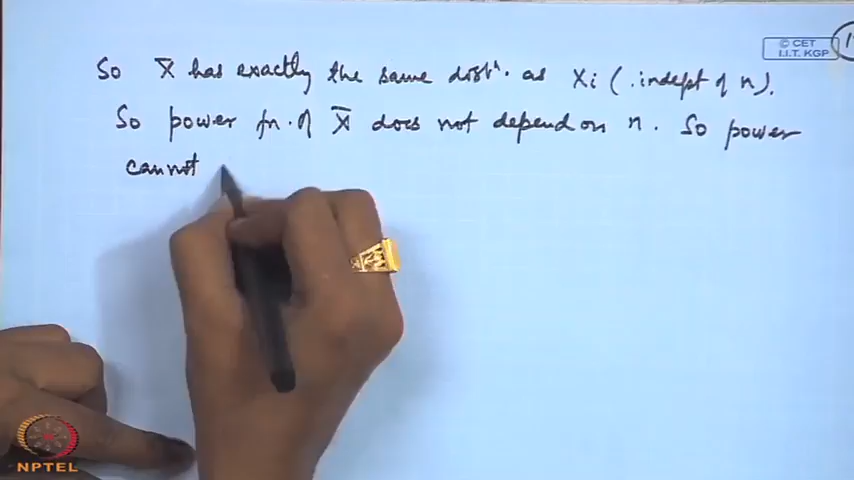 © CET
I.I.T. KGP
So X̄ has exactly the same distⁿ. as Xi (.indept of n).
So power fn. of X̄ does not depend on n. So power
cannot
NPTEL